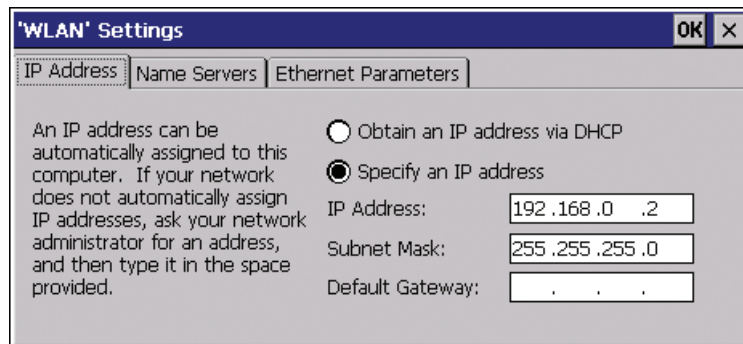 'WLAN' Settings OK ×
IP Address Name Servers Ethernet Parameters
An IP address can be
automatically assigned to this
computer. If your network
does not automatically assign
IP addresses, ask your network
administrator for an address,
and then type it in the space
provided.
Obtain an IP address via DHCP
Specify an IP address
IP Address: 192 .168 .0 .2
Subnet Mask: 255 .255 .255 .0
Default Gateway: . . .